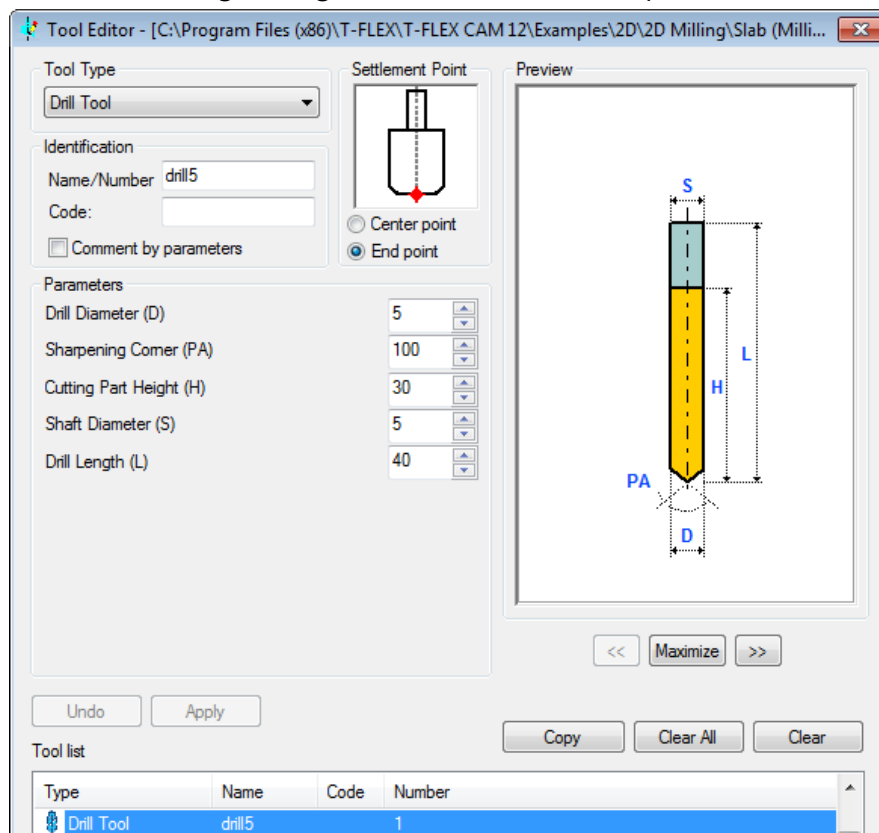 Tool Editor - [C:\Program Files (x86)\T-FLEX\T-FLEX CAM 12\Examples\2D\2D Milling\Slab (Milli...
Tool Type
Drill Tool
Identification
Name/Number drill5
Code:
Comment by parameters
Settlement Point
Center point
End point
Preview
S
L
H
PA
D
Parameters
Drill Diameter (D) 5
Sharpening Corner (PA) 100
Cutting Part Height (H) 30
Shaft Diameter (S) 5
Drill Length (L) 40
<< Maximize >>
Undo Apply
Copy Clear All Clear
Tool list
Type Name Code Number
Drill Tool drill5 1